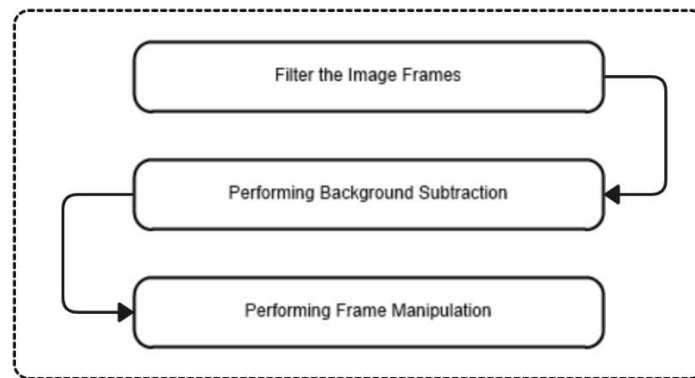 Filter the Image Frames
Performing Background Subtraction
Performing Frame Manipulation